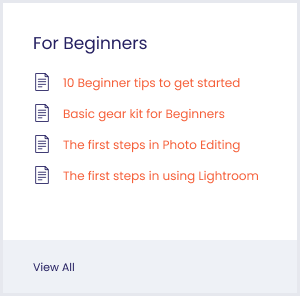 For Beginners
10 Beginner tips to get started
Basic gear kit for Beginners
The first steps in Photo Editing
The first steps in using Lightroom
View All